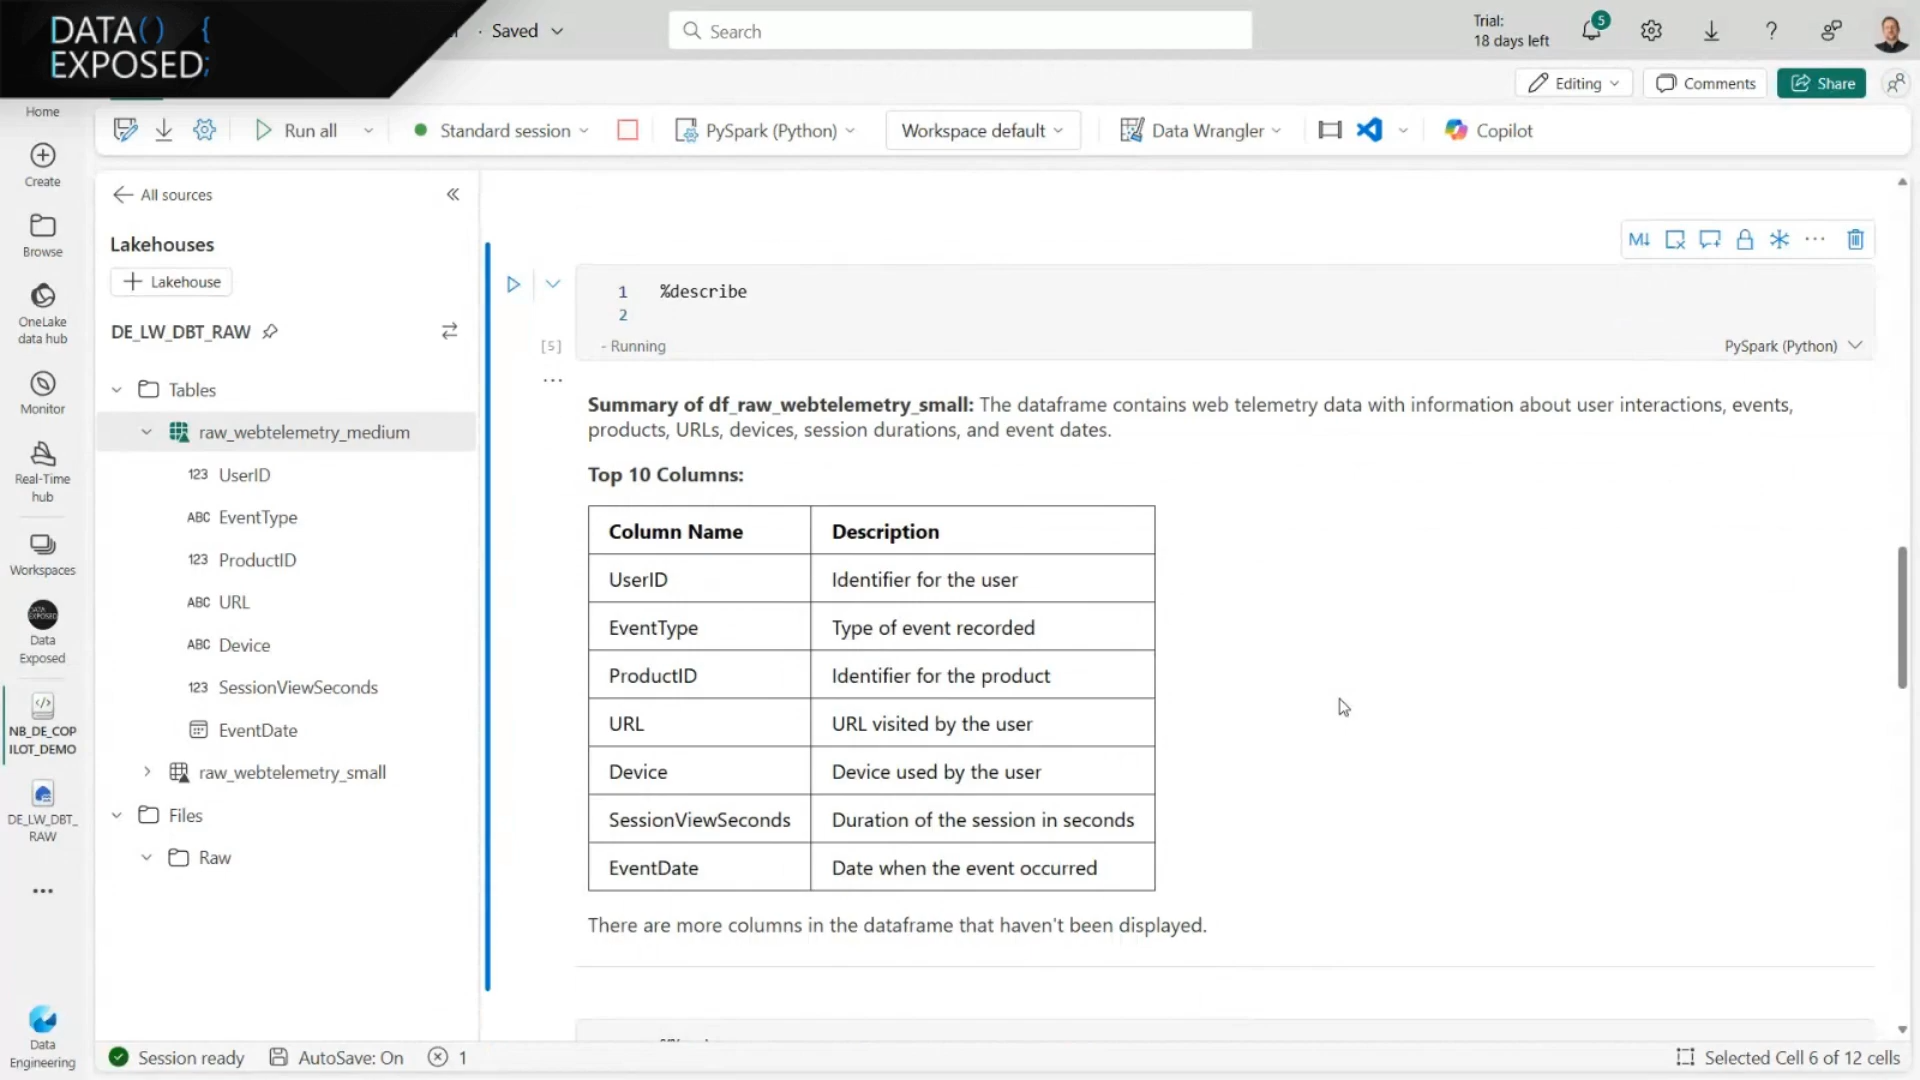 DATA() {
EXPOSED;
Saved
Search
Trial:
18 days left
5
Editing
Comments
Share
Run all
Standard session
PySpark (Python)
Workspace default
Data Wrangler
Copilot
Home
Create
Browse
OneLake
data hub
Monitor
Real-Time
hub
Workspaces
Data
Exposed
NB_DE_COP
ILOT_DEMO
DE_LW_DBT_
RAW
Data
Engineering
All sources
Lakehouses
Lakehouse
DE_LW_DBT_RAW
Tables
raw_webtelemetry_medium
123 UserID
ABC EventType
123 ProductID
ABC URL
ABC Device
123 SessionViewSeconds
EventDate
raw_webtelemetry_small
Files
Raw
M↓
1 %describe
2
[5] - Running
PySpark (Python)
Summary of df_raw_webtelemetry_small: The dataframe contains web telemetry data with information about user interactions, events,
products, URLs, devices, session durations, and event dates.
Top 10 Columns:
Column Name Description
UserID Identifier for the user
EventType Type of event recorded
ProductID Identifier for the product
URL URL visited by the user
Device Device used by the user
SessionViewSeconds Duration of the session in seconds
EventDate Date when the event occurred
There are more columns in the dataframe that haven't been displayed.
Session ready
AutoSave: On
1
Selected Cell 6 of 12 cells